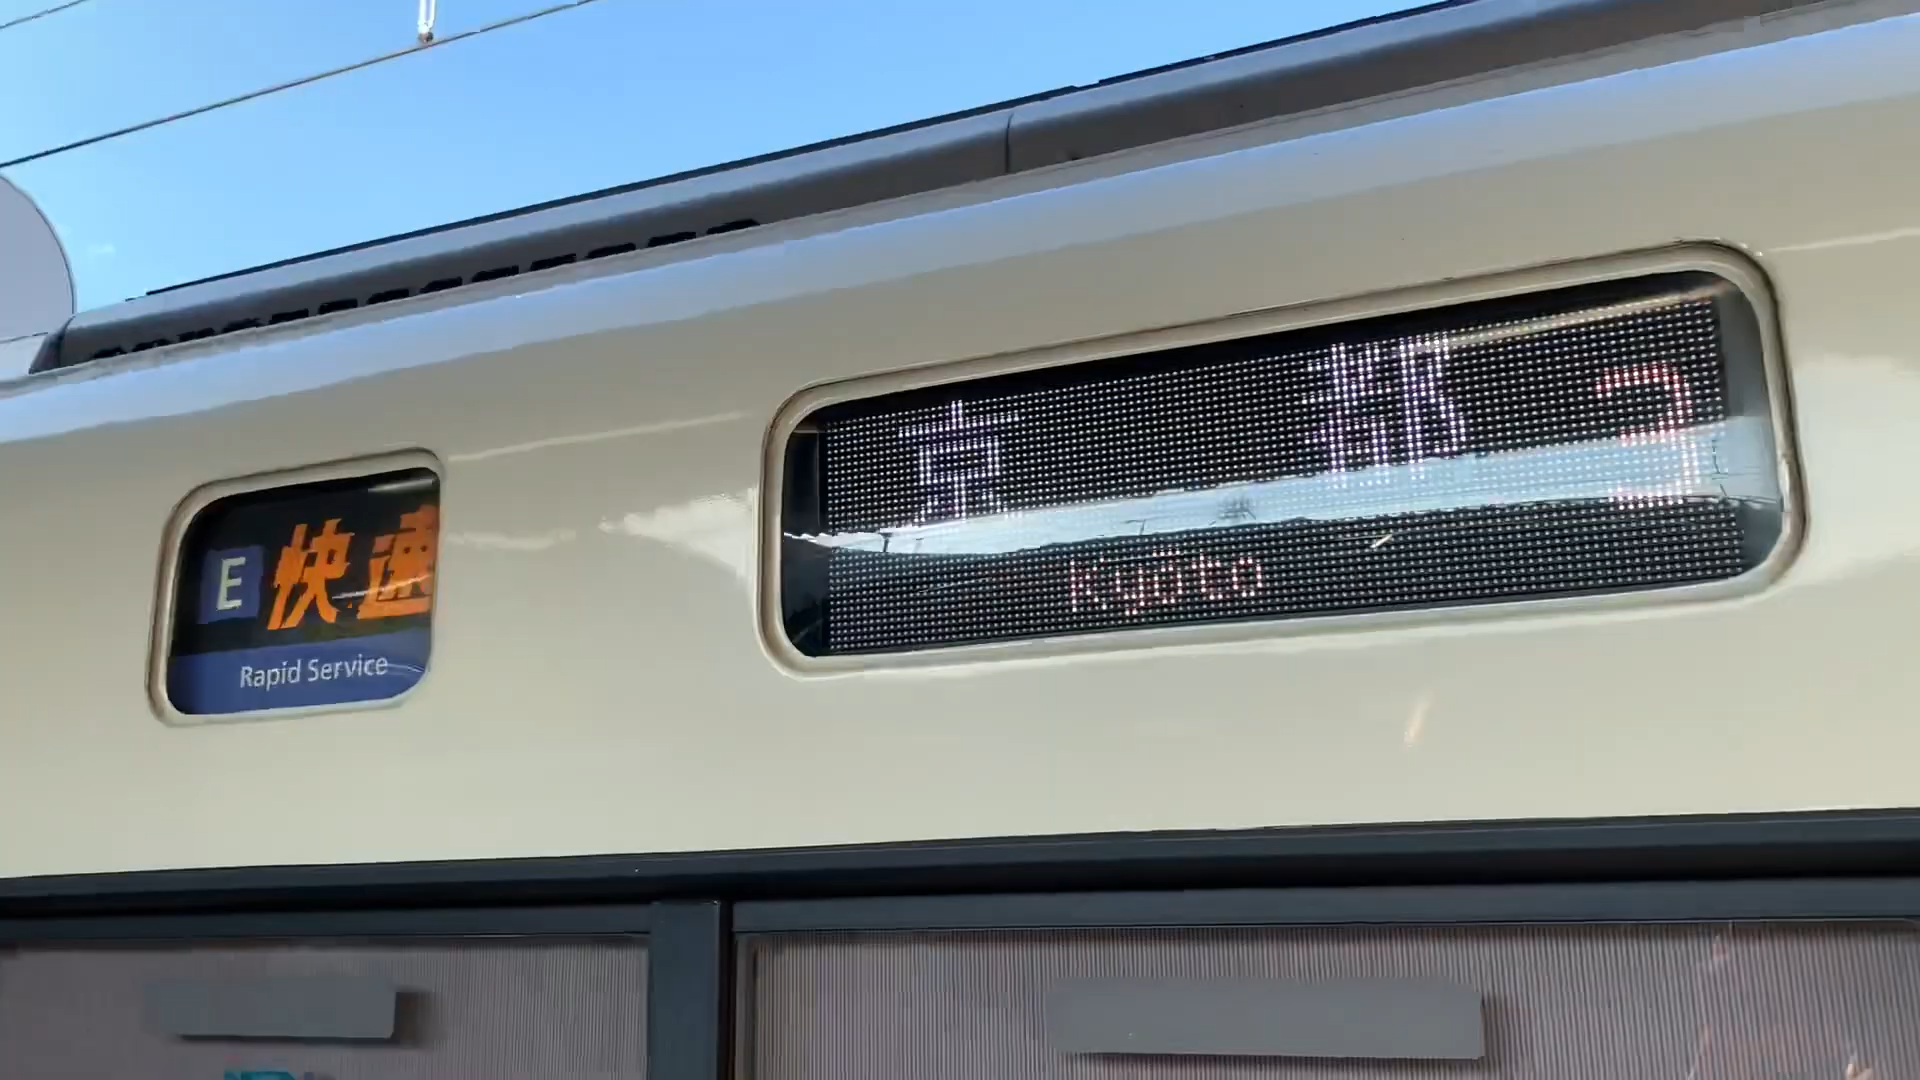 E 快速
Rapid Service
京都
Kyoto